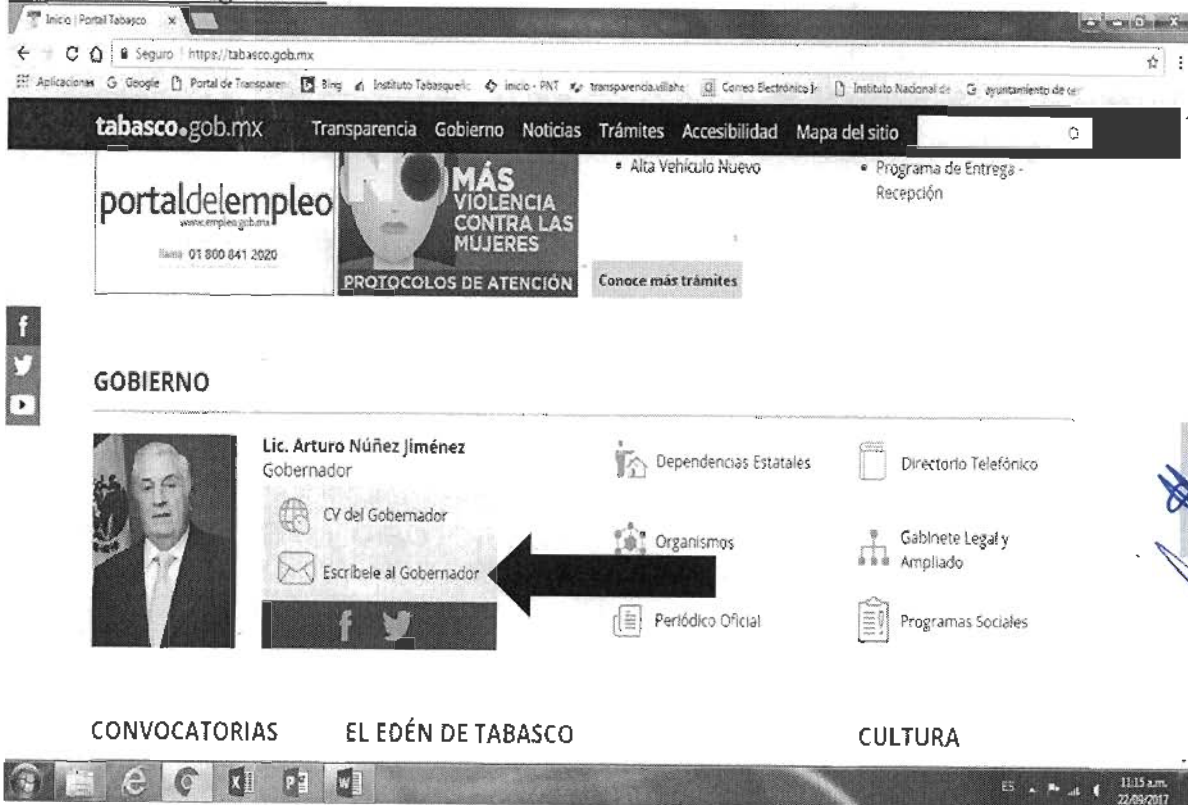 Inicio | Portal Tabasco
Seguro https://tabasco.gob.mx
Aplicaciones Google Portal de Transparen Bing Instituto Tabasqueñ Inicio - PNT transparencia.villahe Correo Electrónico Instituto Nacional de ayuntamiento de
tabasco.gob.mx Transparencia Gobierno Noticias Trámites Accesibilidad Mapa del sitio
portaldelempleo
www.empleo.gob.mx
llama 01 800 841 2020
NO MÁS
VIOLENCIA
CONTRA LAS
MUJERES
PROTOCOLOS DE ATENCIÓN
• Alta Vehículo Nuevo
Conoce más trámites
• Programa de Entrega -
Recepción
GOBIERNO
Lic. Arturo Núñez Jiménez
Gobernador
CV del Gobernador
Escríbele al Gobernador
Dependencias Estatales
Organismos
Periódico Oficial
Directorio Telefónico
Gabinete Legal y
Ampliado
Programas Sociales
CONVOCATORIAS EL EDÉN DE TABASCO CULTURA
ES 11:15 a.m.
22/09/2017